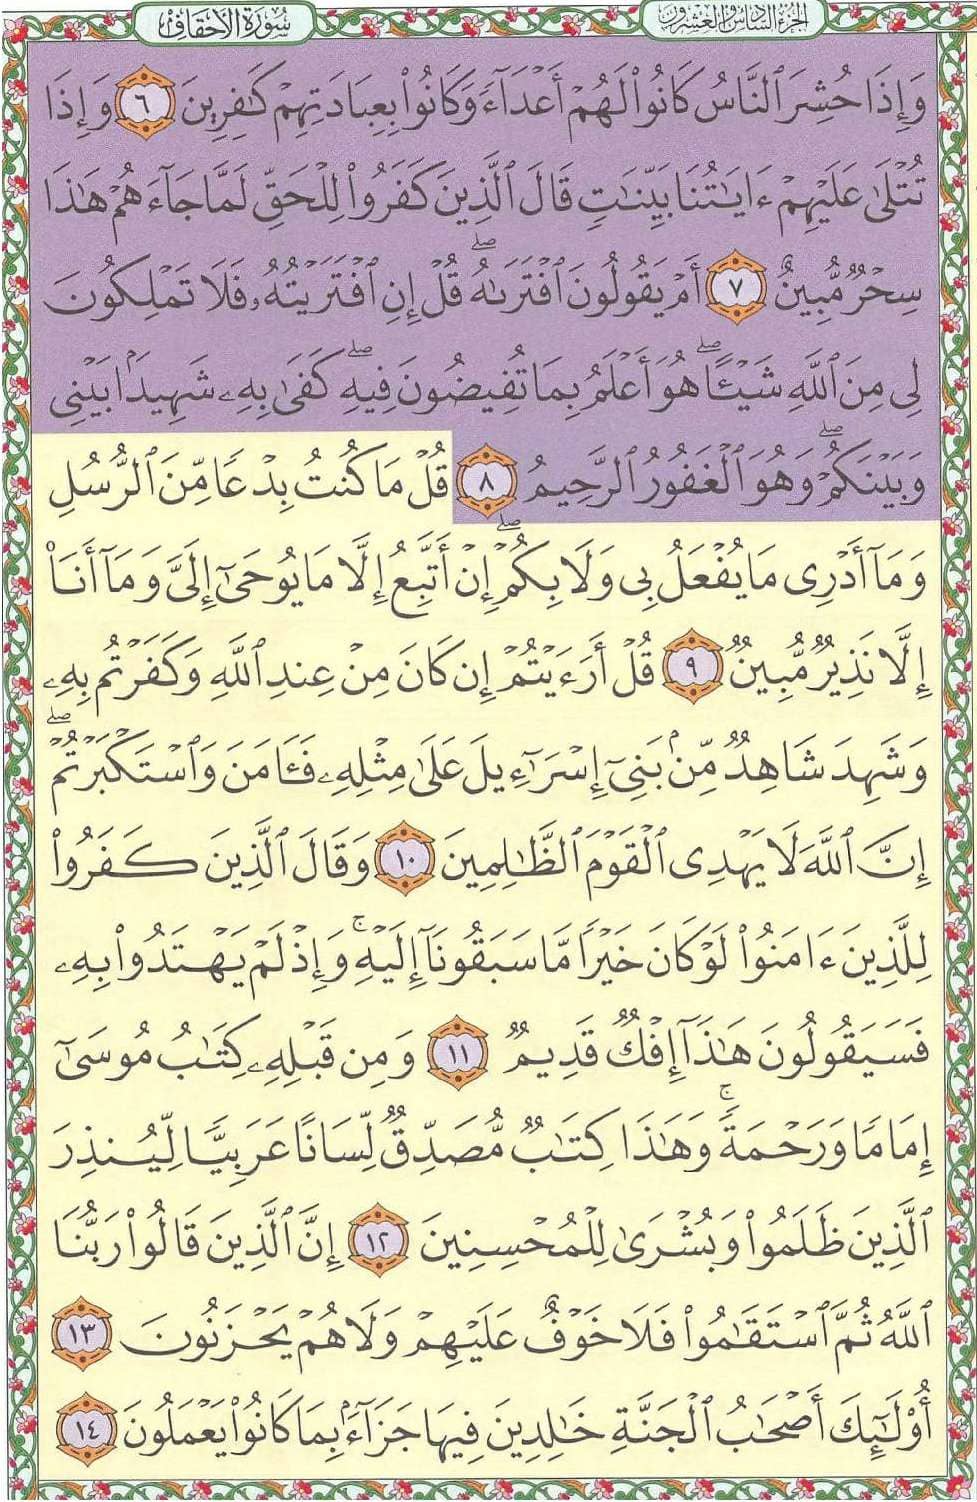 سُورَةُ الأَحْقَافِ
الجُزْءُ السَّادِسُ وَالعِشْرُونَ
وَإِذَا حُشِرَ ٱلنَّاسُ كَانُوا۟ لَهُمْ أَعْدَآءً وَكَانُوا۟ بِعِبَادَتِهِمْ كَـٰفِرِينَ ٦ وَإِذَا
تُتْلَىٰ عَلَيْهِمْ ءَايَـٰتُنَا بَيِّنَـٰتٍ قَالَ ٱلَّذِينَ كَفَرُوا۟ لِلْحَقِّ لَمَّا جَآءَهُمْ هَـٰذَا
سِحْرٌ مُّبِينٌ ٧ أَمْ يَقُولُونَ ٱفْتَرَىٰهُ ۖ قُلْ إِنِ ٱفْتَرَيْتُهُۥ فَلَا تَمْلِكُونَ
لِى مِنَ ٱللَّهِ شَيْـًٔا ۖ هُوَ أَعْلَمُ بِمَا تُفِيضُونَ فِيهِ ۖ كَفَىٰ بِهِۦ شَهِيدًۢا بَيْنِى
وَبَيْنَكُمْ ۖ وَهُوَ ٱلْغَفُورُ ٱلرَّحِيمُ ٨ قُلْ مَا كُنتُ بِدْعًا مِّنَ ٱلرُّسُلِ
وَمَآ أَدْرِى مَا يُفْعَلُ بِى وَلَا بِكُمْ ۖ إِنْ أَتَّبِعُ إِلَّا مَا يُوحَىٰٓ إِلَىَّ وَمَآ أَنَا۠
إِلَّا نَذِيرٌ مُّبِينٌ ٩ قُلْ أَرَءَيْتُمْ إِن كَانَ مِنْ عِندِ ٱللَّهِ وَكَفَرْتُم بِهِۦ
وَشَهِدَ شَاهِدٌ مِّنۢ بَنِىٓ إِسْرَٰٓءِيلَ عَلَىٰ مِثْلِهِۦ فَـَٔامَنَ وَٱسْتَكْبَرْتُمْ ۖ
إِنَّ ٱللَّهَ لَا يَهْدِى ٱلْقَوْمَ ٱلظَّـٰلِمِينَ ١٠ وَقَالَ ٱلَّذِينَ كَفَرُوا۟
لِلَّذِينَ ءَامَنُوا۟ لَوْ كَانَ خَيْرًا مَّا سَبَقُونَآ إِلَيْهِ ۚ وَإِذْ لَمْ يَهْتَدُوا۟ بِهِۦ
فَسَيَقُولُونَ هَـٰذَآ إِفْكٌ قَدِيمٌ ١١ وَمِن قَبْلِهِۦ كِتَـٰبُ مُوسَىٰٓ
إِمَامًا وَرَحْمَةً ۚ وَهَـٰذَا كِتَـٰبٌ مُّصَدِّقٌ لِّسَانًا عَرَبِيًّا لِّيُنذِرَ
ٱلَّذِينَ ظَلَمُوا۟ وَبُشْرَىٰ لِلْمُحْسِنِينَ ١٢ إِنَّ ٱلَّذِينَ قَالُوا۟ رَبُّنَا
ٱللَّهُ ثُمَّ ٱسْتَقَـٰمُوا۟ فَلَا خَوْفٌ عَلَيْهِمْ وَلَا هُمْ يَحْزَنُونَ ١٣
أُو۟لَـٰٓئِكَ أَصْحَـٰبُ ٱلْجَنَّةِ خَـٰلِدِينَ فِيهَا جَزَآءًۢ بِمَا كَانُوا۟ يَعْمَلُونَ ١٤